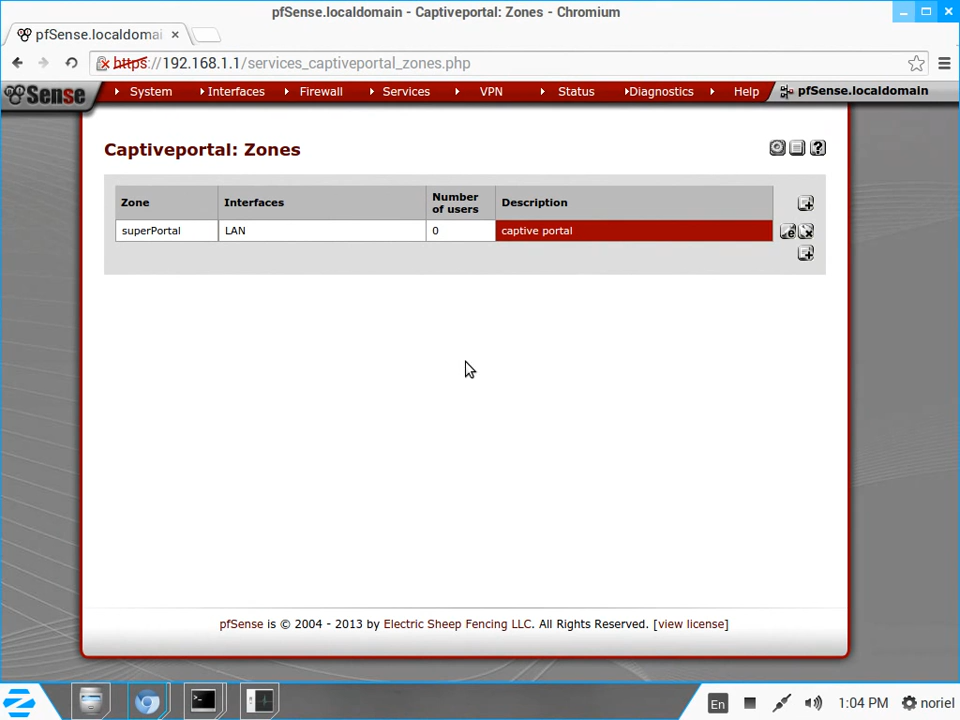 pfSense.localdomain - Captiveportal: Zones - Chromium
pfSense.localdomai
https://192.168.1.1/services_captiveportal_zones.php
Sense System Interfaces Firewall Services VPN Status Diagnostics Help pfSense.localdomain
Captiveportal: Zones
?
Zone Interfaces Number of users Description
superPortal LAN 0 captive portal
e x
pfSense is © 2004 - 2013 by Electric Sheep Fencing LLC. All Rights Reserved. [view license]
En 1:04 PM noriel